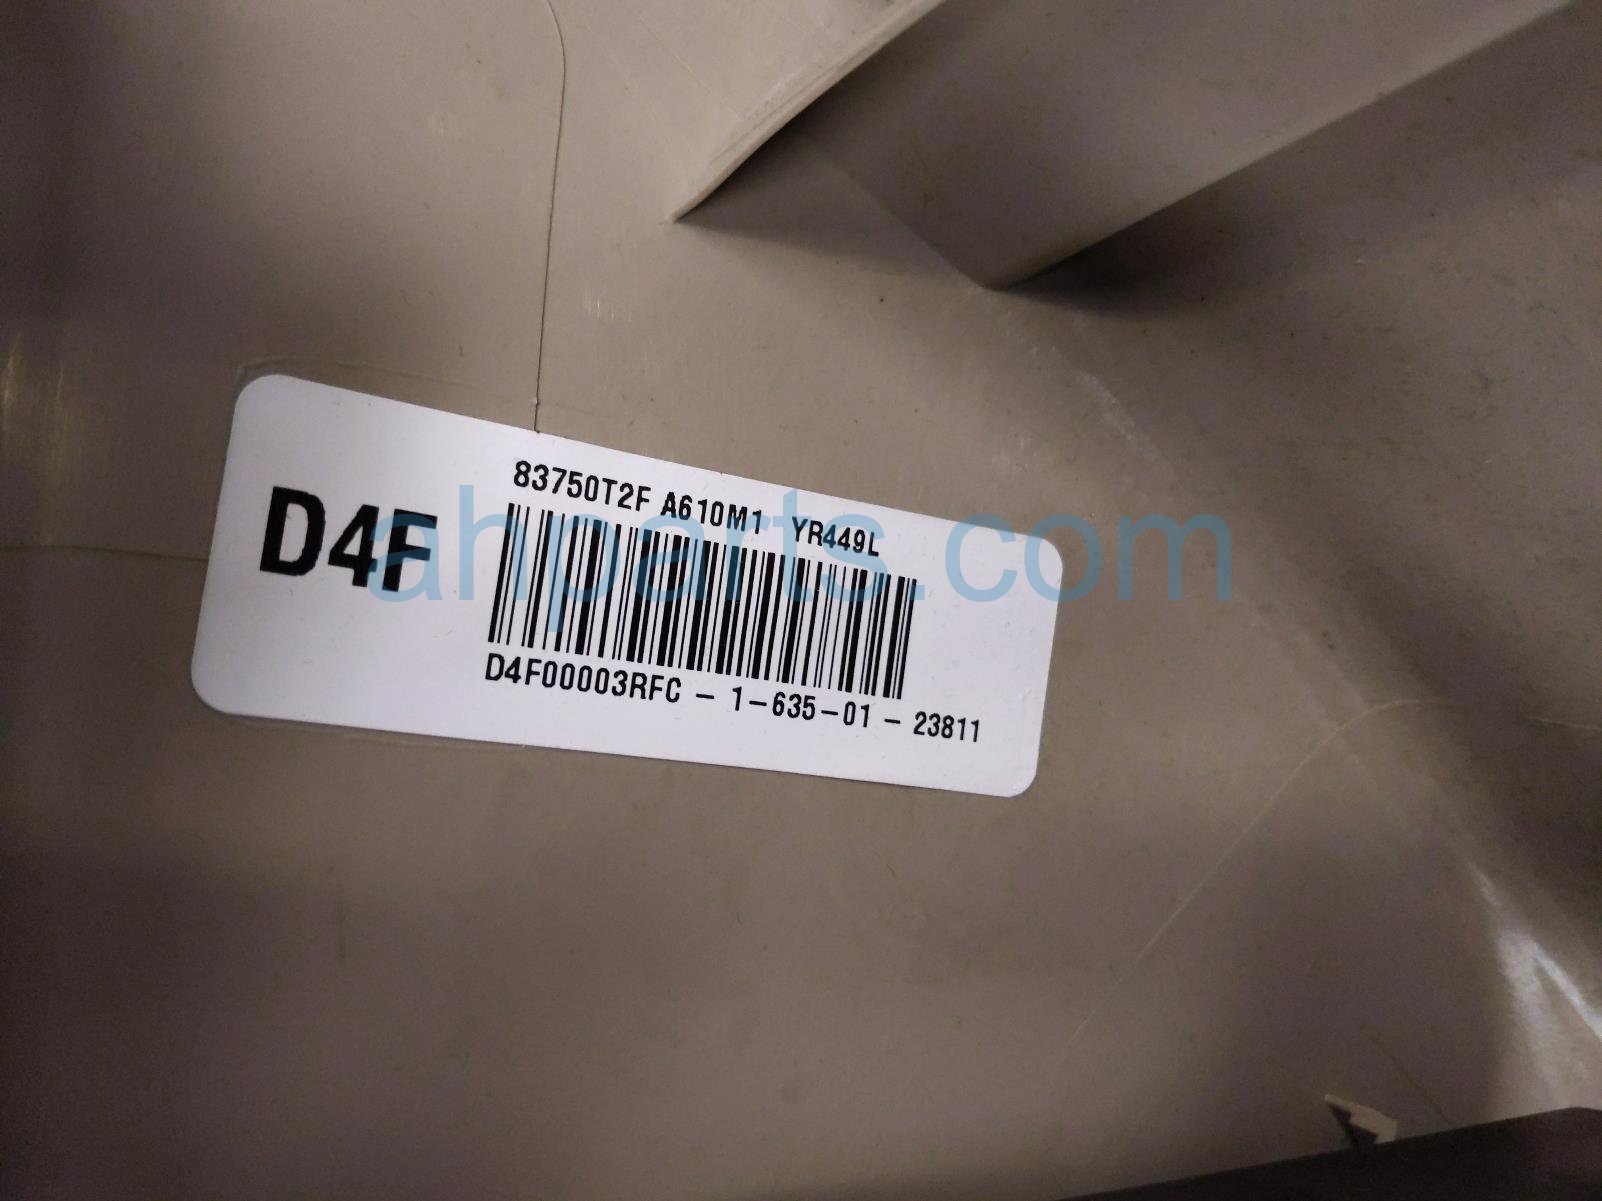 83750T2F A610M1 YR449L
D4F
D4F00003RFC - 1-635-01 - 23811
ahparts.com